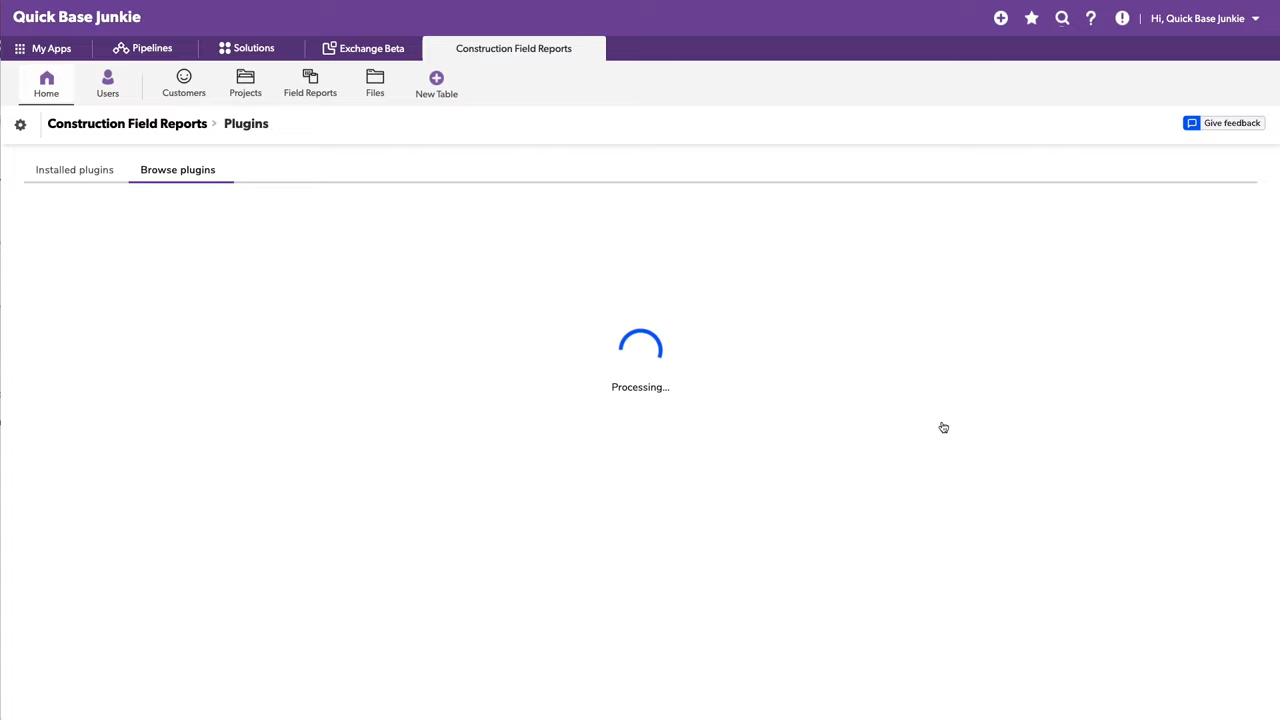 Quick Base Junkie
Hi, Quick Base Junkie
My Apps
Pipelines
Solutions
Exchange Beta
Construction Field Reports
Home
Users
Customers
Projects
Field Reports
Files
New Table
Construction Field Reports > Plugins
Give feedback
Installed plugins
Browse plugins
Processing...